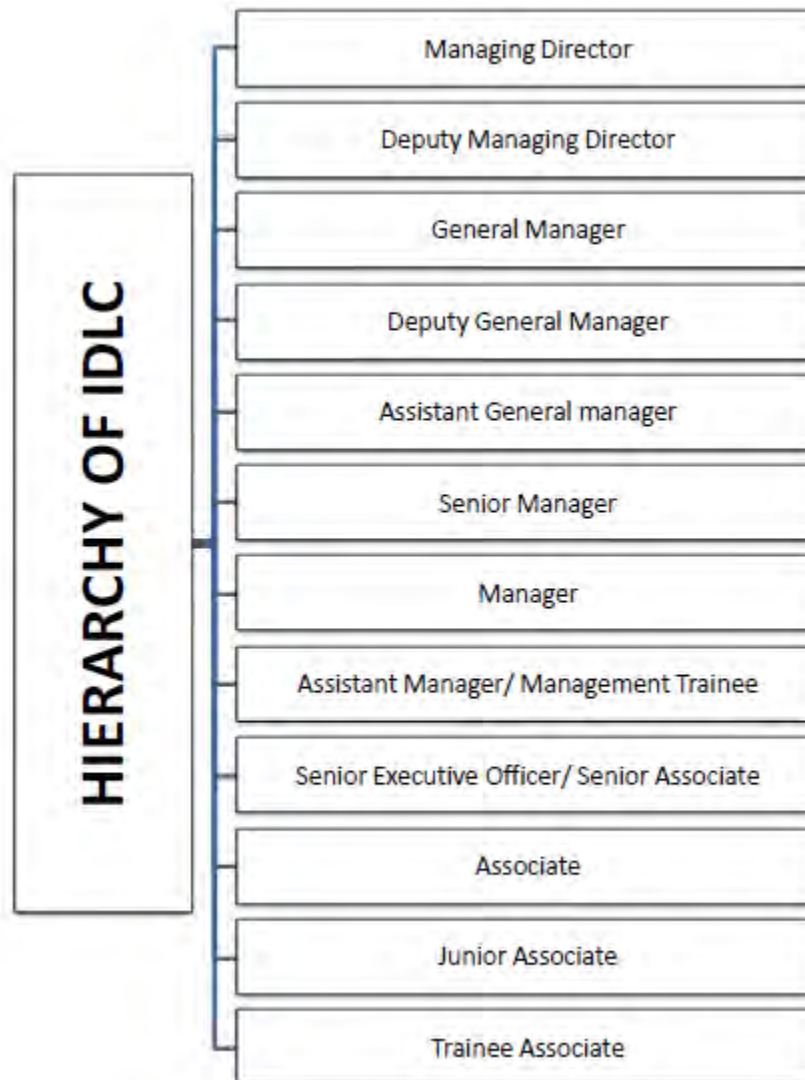 HIERARCHY OF IDLC
Managing Director
Deputy Managing Director
General Manager
Deputy General Manager
Assistant General manager
Senior Manager
Manager
Assistant Manager/ Management Trainee
Senior Executive Officer/ Senior Associate
Associate
Junior Associate
Trainee Associate